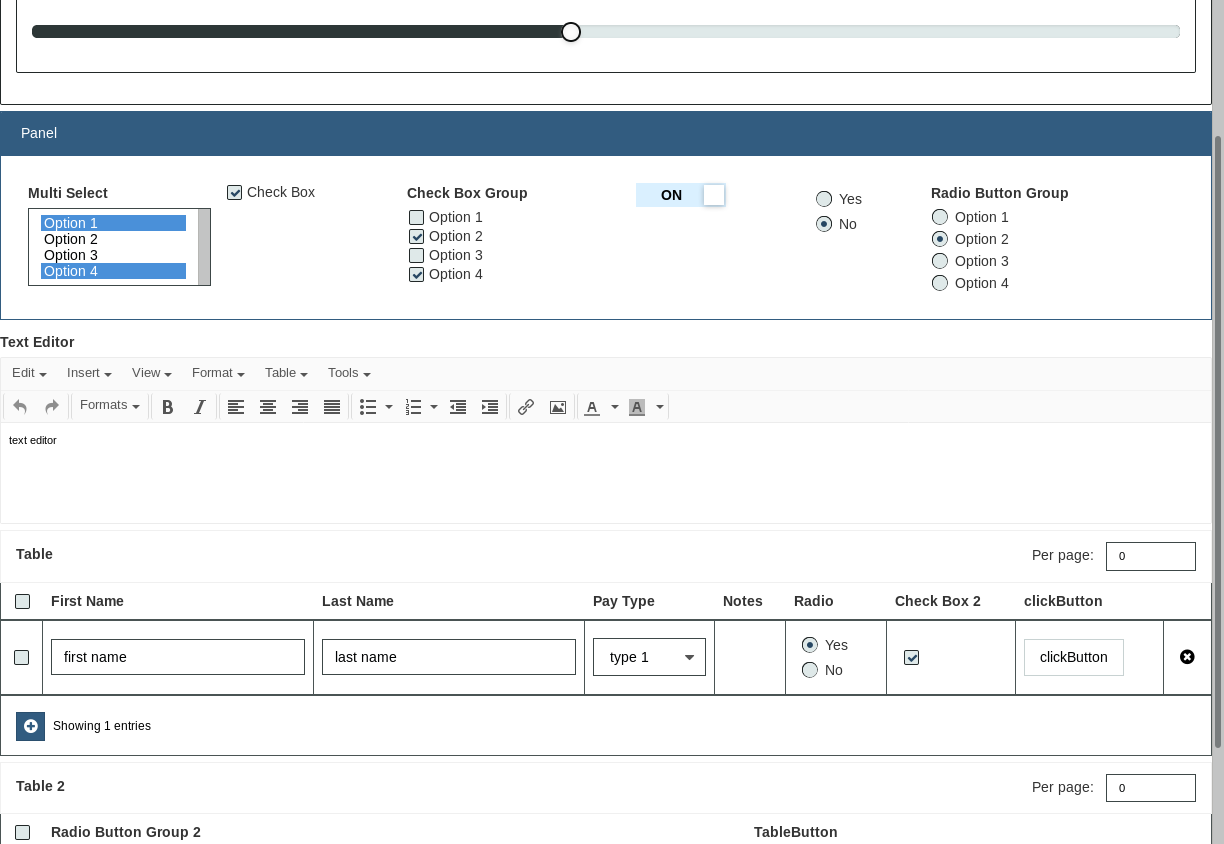 Panel
Multi Select
Option 1
Option 2
Option 3
Option 4
Check Box
Check Box Group
Option 1
Option 2
Option 3
Option 4
ON
Yes
No
Radio Button Group
Option 1
Option 2
Option 3
Option 4
Text Editor
Edit Insert View Format Table Tools
Formats B I A A
text editor
Table Per page: 0
First Name Last Name Pay Type Notes Radio Check Box 2 clickButton
first name last name type 1 Yes clickButton
No
Showing 1 entries
Table 2 Per page: 0
Radio Button Group 2 TableButton